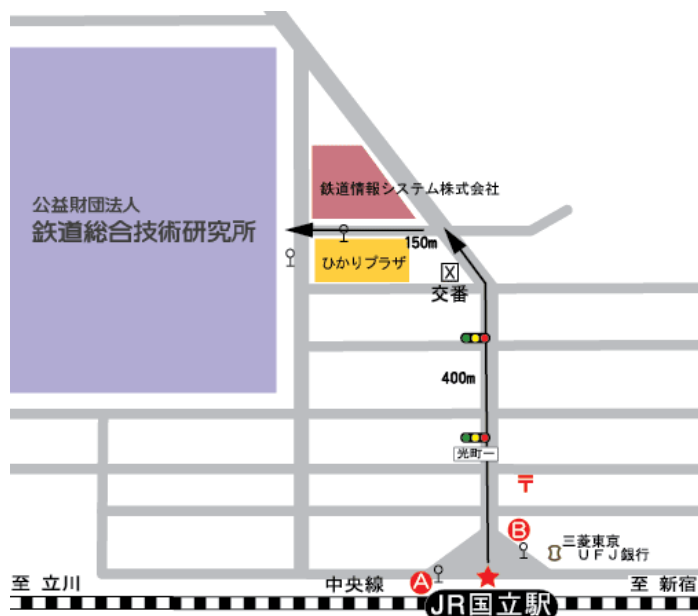 公益財団法人
鉄道総合技術研究所
鉄道情報システム株式会社
150m
ひかりプラザ
X
交番
400m
光町一
〒
B
三菱東京
UFJ銀行
至 立川
中央線
A
至 新宿
JR国立駅